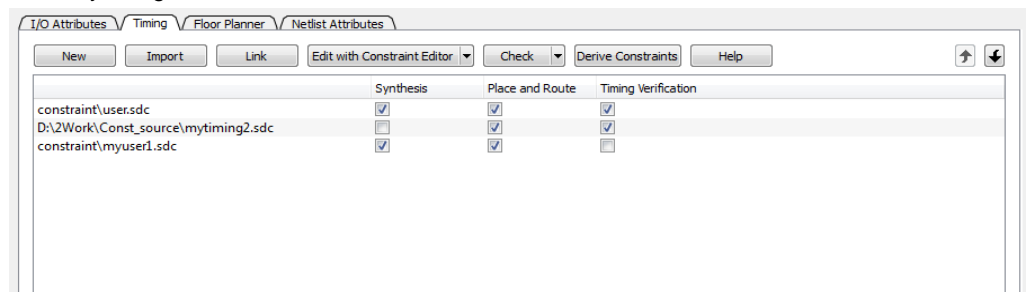 I/O Attributes Timing Floor Planner Netlist Attributes
New Import Link Edit with Constraint Editor Check Derive Constraints Help
Synthesis Place and Route Timing Verification
constraint\user.sdc
D:\2Work\Const_source\mytiming2.sdc
constraint\myuser1.sdc